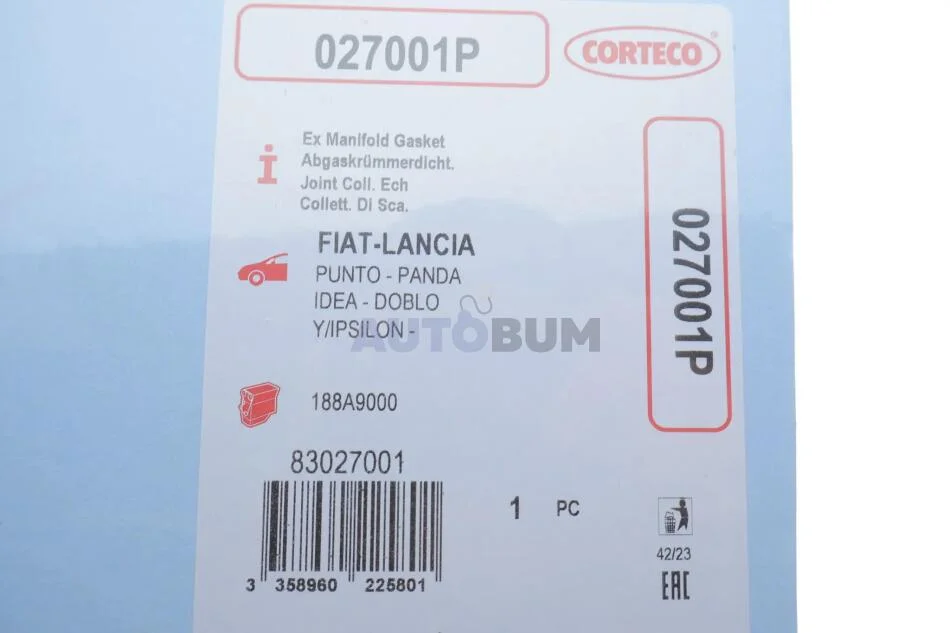 027001P
CORTECO®
Ex Manifold Gasket
Abgaskrümmerdicht.
Joint Coll. Ech
Collett. Di Sca.
FIAT-LANCIA
PUNTO - PANDA
IDEA - DOBLO
Y/IPSILON -
AUTOBUM
027001P
188A9000
83027001
1 PC
3 358960 225801
42/23
EAC